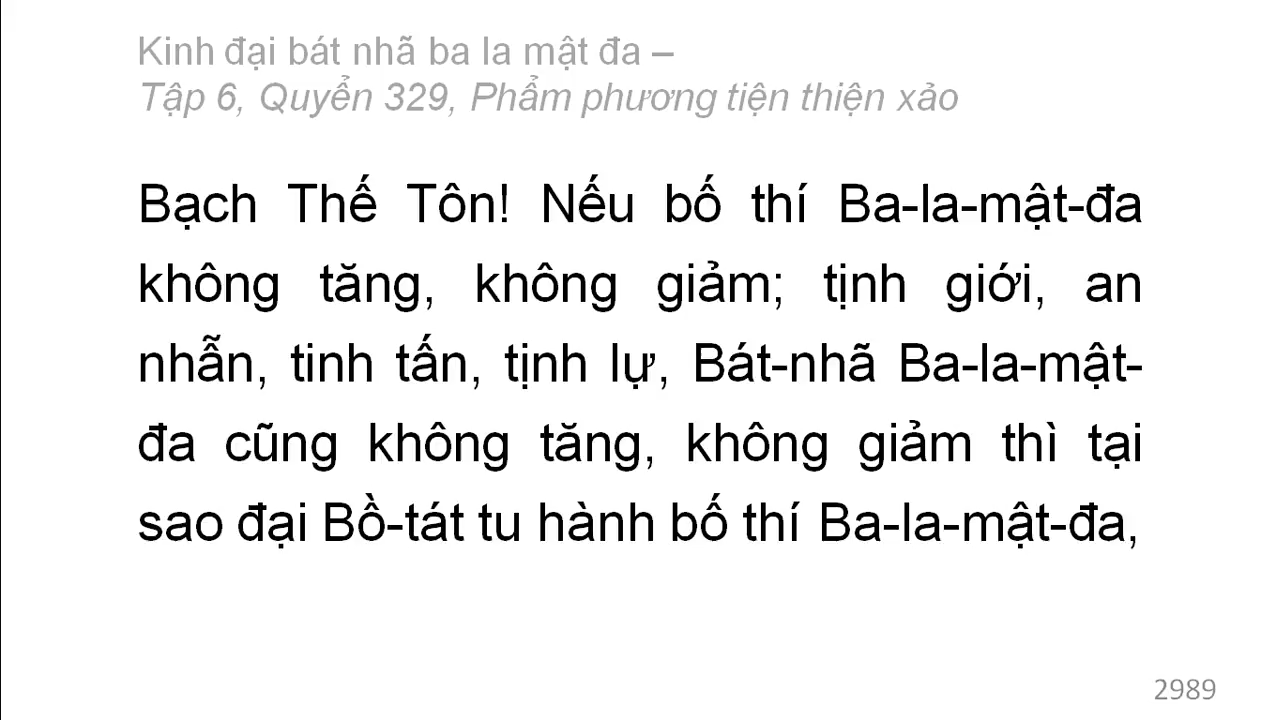 Kinh đại bát nhã ba la mật đa –
Tập 6, Quyển 329, Phẩm phương tiện thiện xảo
Bạch Thế Tôn! Nếu bố thí Ba-la-mật-đa
không tăng, không giảm; tịnh giới, an
nhẫn, tinh tấn, tịnh lự, Bát-nhã Ba-la-mật-
đa cũng không tăng, không giảm thì tại
sao đại Bồ-tát tu hành bố thí Ba-la-mật-đa,
2989